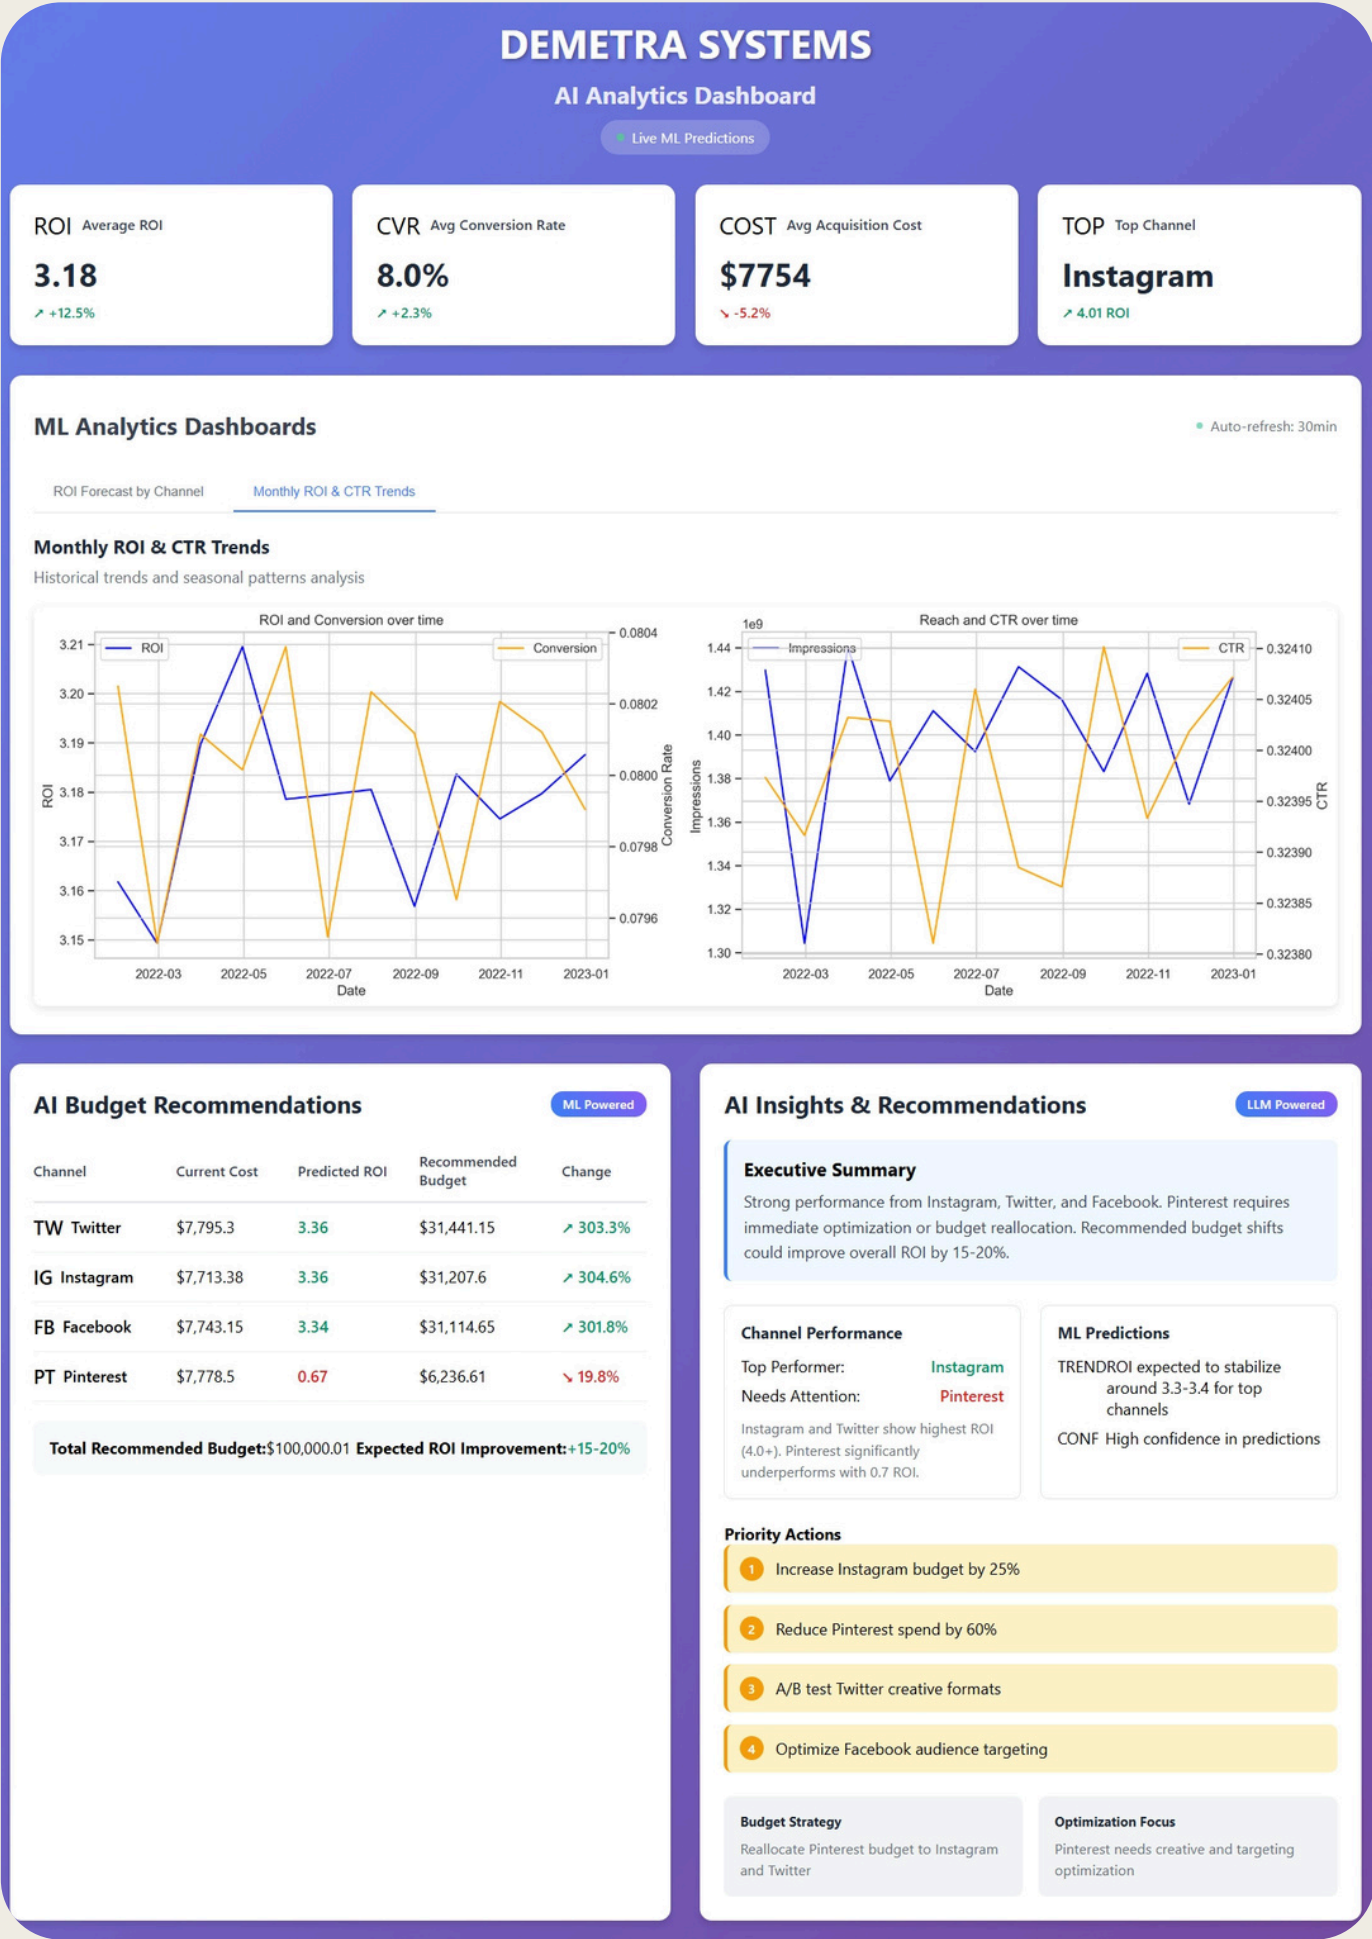 DEMETRA SYSTEMS
AI Analytics Dashboard
Live ML Predictions
ROI Average ROI
3.18
↗ +12.5%
CVR Avg Conversion Rate
8.0%
↗ +2.3%
COST Avg Acquisition Cost
$7754
↘ -5.2%
TOP Top Channel
Instagram
↗ 4.01 ROI
ML Analytics Dashboards
Auto-refresh: 30min
ROI Forecast by Channel
Monthly ROI & CTR Trends
Monthly ROI & CTR Trends
Historical trends and seasonal patterns analysis
ROI and Conversion over time
ROI
Conversion
3.21
3.20
3.19
3.18
3.17
3.16
3.15
ROI
0.0804
0.0802
0.0800
0.0798
0.0796
Conversion Rate
2022-03 2022-05 2022-07 2022-09 2022-11 2023-01
Date
Reach and CTR over time
1e9
Impressions
CTR
1.44
1.42
1.40
1.38
1.36
1.34
1.32
1.30
Impressions
0.32410
0.32405
0.32400
0.32395
0.32390
0.32385
0.32380
CTR
2022-03 2022-05 2022-07 2022-09 2022-11 2023-01
Date
AI Budget Recommendations
ML Powered
Channel Current Cost Predicted ROI Recommended Budget Change
TW Twitter $7,795.3 3.36 $31,441.15 ↗ 303.3%
IG Instagram $7,713.38 3.36 $31,207.6 ↗ 304.6%
FB Facebook $7,743.15 3.34 $31,114.65 ↗ 301.8%
PT Pinterest $7,778.5 0.67 $6,236.61 ↘ 19.8%
Total Recommended Budget:$100,000.01 Expected ROI Improvement:+15-20%
AI Insights & Recommendations
LLM Powered
Executive Summary
Strong performance from Instagram, Twitter, and Facebook. Pinterest requires
immediate optimization or budget reallocation. Recommended budget shifts
could improve overall ROI by 15-20%.
Channel Performance
Top Performer: Instagram
Needs Attention: Pinterest
Instagram and Twitter show highest ROI
(4.0+). Pinterest significantly
underperforms with 0.7 ROI.
ML Predictions
TRENDROI expected to stabilize
around 3.3-3.4 for top
channels
CONF High confidence in predictions
Priority Actions
1 Increase Instagram budget by 25%
2 Reduce Pinterest spend by 60%
3 A/B test Twitter creative formats
4 Optimize Facebook audience targeting
Budget Strategy
Reallocate Pinterest budget to Instagram
and Twitter
Optimization Focus
Pinterest needs creative and targeting
optimization